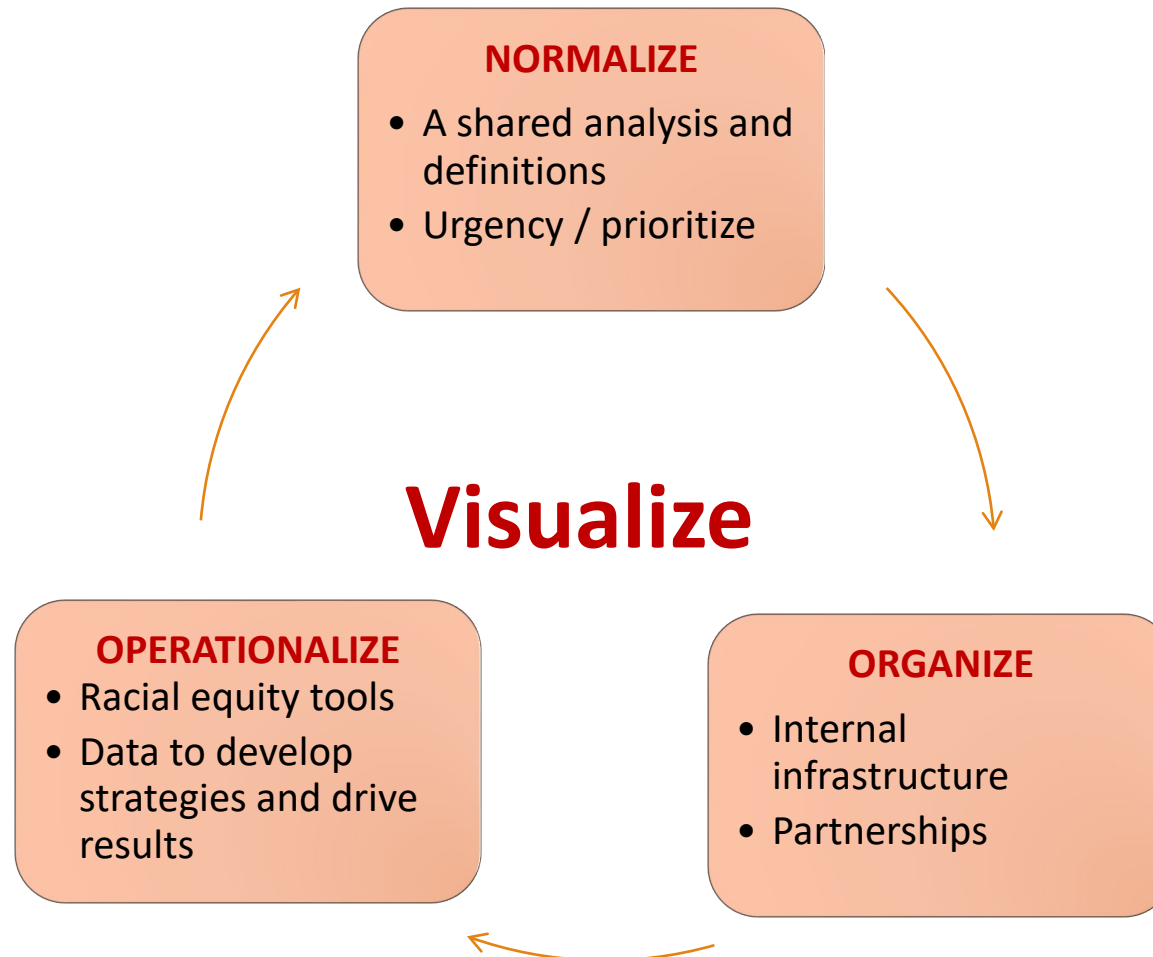 NORMALIZE
• A shared analysis and
definitions
• Urgency / prioritize
Visualize
OPERATIONALIZE
• Racial equity tools
• Data to develop
strategies and drive
results
ORGANIZE
• Internal
infrastructure
• Partnerships